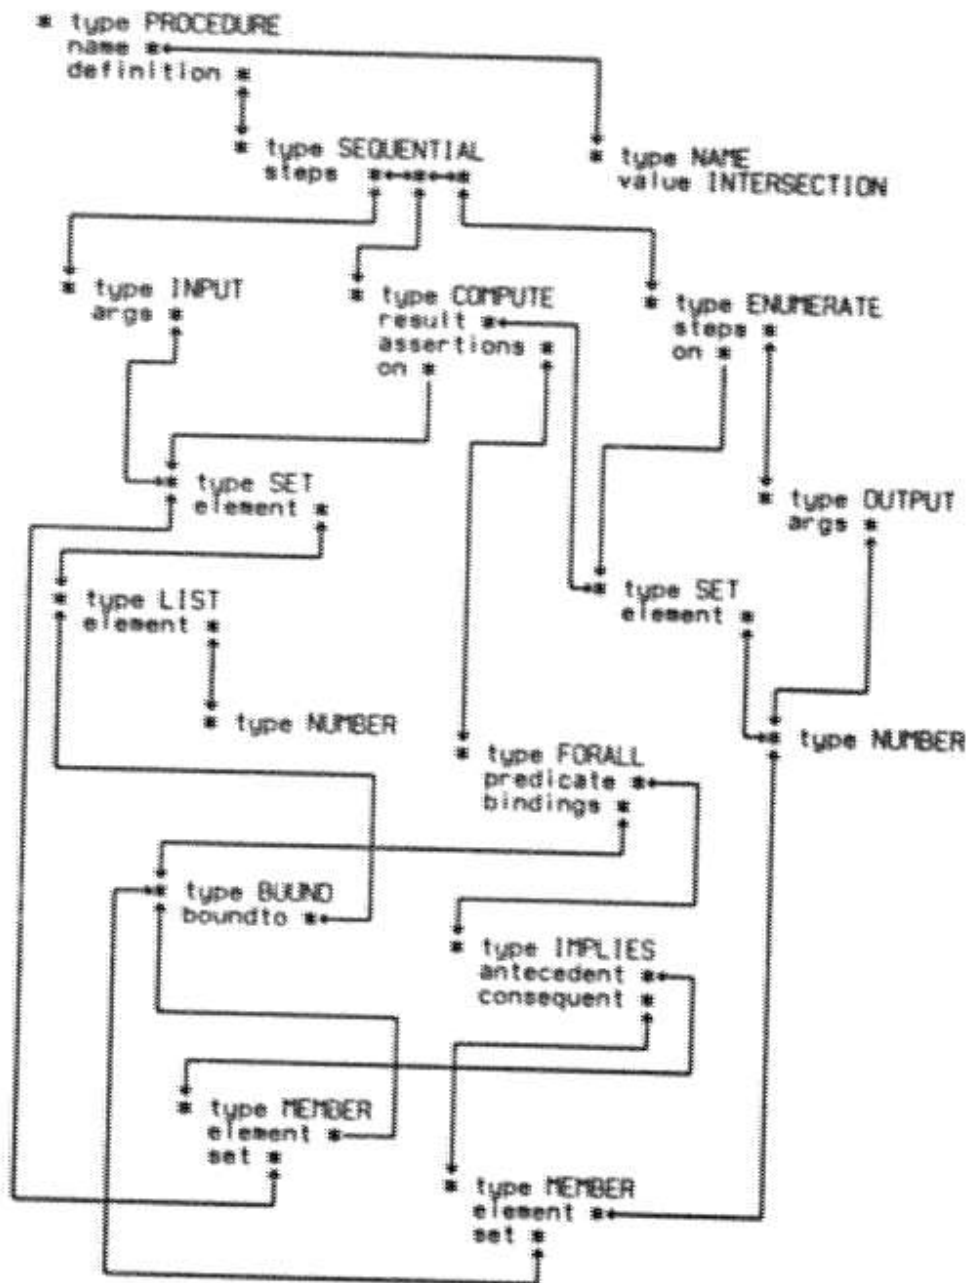 * type PROCEDURE
name *
definition *
* type SEQUENTIAL
steps * * *
* type NAME
value INTERSECTION
* type INPUT
args *
* type COMPUTE
result *
assertions *
on *
* type ENUMERATE
steps *
on *
* type SET
element *
* type OUTPUT
args *
* type LIST
element *
* type SET
element *
* type NUMBER
* type FORALL
predicate *
bindings *
* type NUMBER
* type BOUND
boundto *
* type IMPLIES
antecedent *
consequent *
* type MEMBER
element *
set *
* type MEMBER
element *
set *